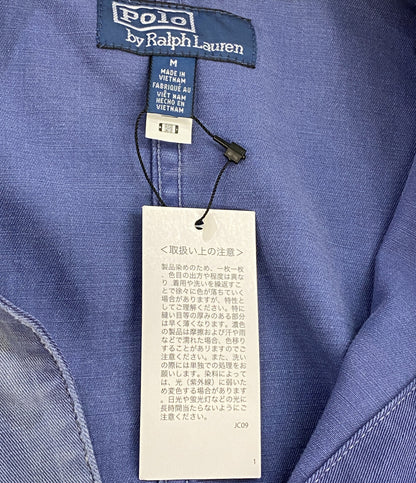 Polo
by Ralph Lauren
M
MADE IN
VIETNAM
FABRIQUÉ AU
VIÊT NAM
HECHO EN
VIETNAM
＜取扱い上の注意＞
製品染めのため、一枚一枚
、色目の出方や程度は異な
り、着用や洗いを繰返すこ
とで徐々に色が落ちていく
場合がありますが、特性と
してご理解ください。特に
縫い目等の厚みのある部分
は早く薄くなります。濃色
の製品は摩擦および汗や雨
などで濡れた場合、色移り
することがありますのでご
注意ください。また、洗い
の際には単独での処理をお
願いします。染料によって
は、光（紫外線）に弱いた
め変色する場合があります
。日光や蛍光灯などの光に
長時間当たらないようにご
注意ください。
JC09
1